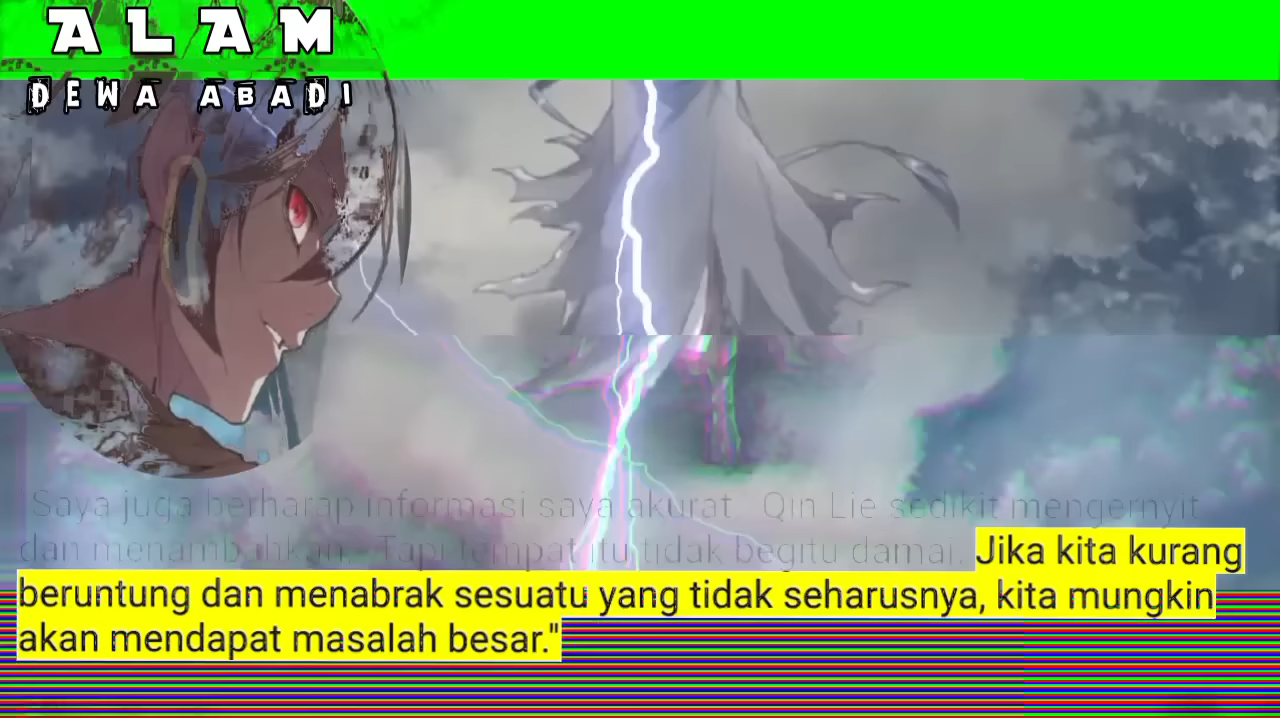 ALAM
DEWA ABADI
Saya juga berharap informasi saya akurat Qin Lie sedikit mengernyit
dan menambahkan. Tapi tempat itu tidak begitu damai. Jika kita kurang
beruntung dan menabrak sesuatu yang tidak seharusnya, kita mungkin
akan mendapat masalah besar."